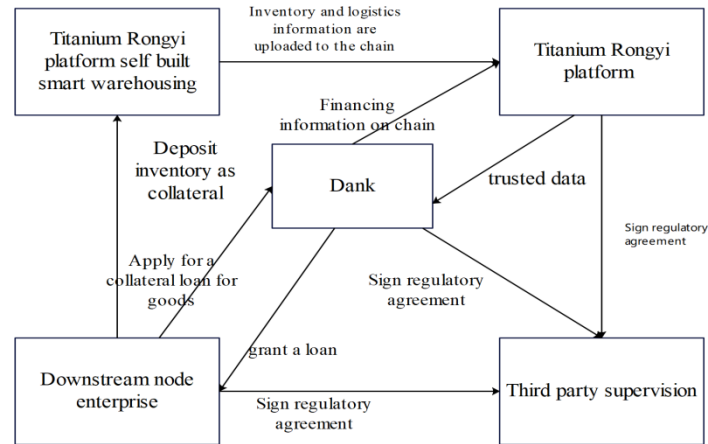 Inventory and logistics
information are
uploaded to the chain
Titanium Rongyi
platform self built
smart warehousing
Titanium Rongyi
platform
Financing
information on chain
Deposit
inventory as
collateral
Dank
trusted data
Sign regulatory
agreement
Apply for a
collateral loan for
goods
Sign regulatory
agreement
grant a loan
Downstream node
enterprise
Sign regulatory
agreement
Third party supervision